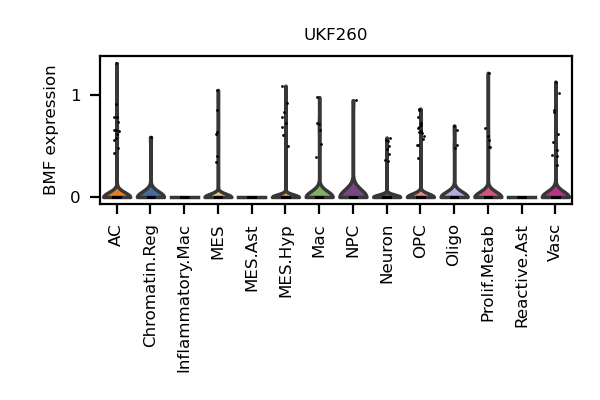 UKF260
BMF expression
1
0
AC
Chromatin.Reg
Inflammatory.Mac
MES
MES.Ast
MES.Hyp
Mac
NPC
Neuron
OPC
Oligo
Prolif.Metab
Reactive.Ast
Vasc